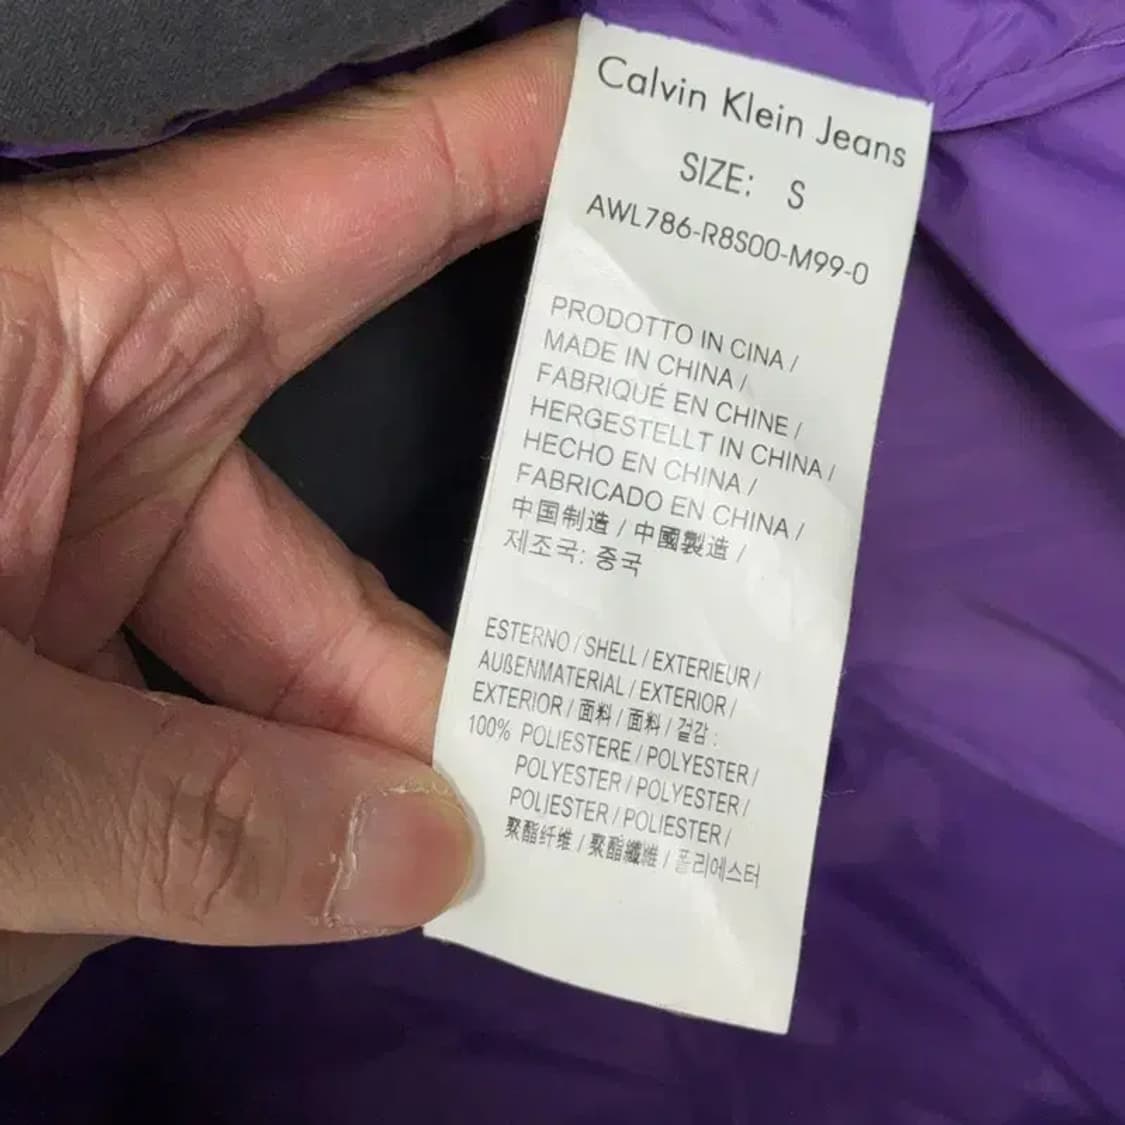 Calvin Klein Jeans
SIZE: S
AWL786-R8S00-M99-0
PRODOTTO IN CINA /
MADE IN CHINA /
FABRIQUÉ EN CHINE /
HERGESTELLT IN CHINA /
HECHO EN CHINA /
FABRICADO EN CHINA /
中国制造 / 中國製造 /
제조국: 중국
ESTERNO / SHELL / EXTERIEUR /
AUßENMATERIAL / EXTERIOR /
EXTERIOR / 面料 / 面料 / 겉감 :
100% POLIESTERE / POLYESTER /
POLYESTER / POLYESTER /
POLIESTER / POLIESTER /
聚酯纤维 / 聚酯纖維 / 폴리에스터